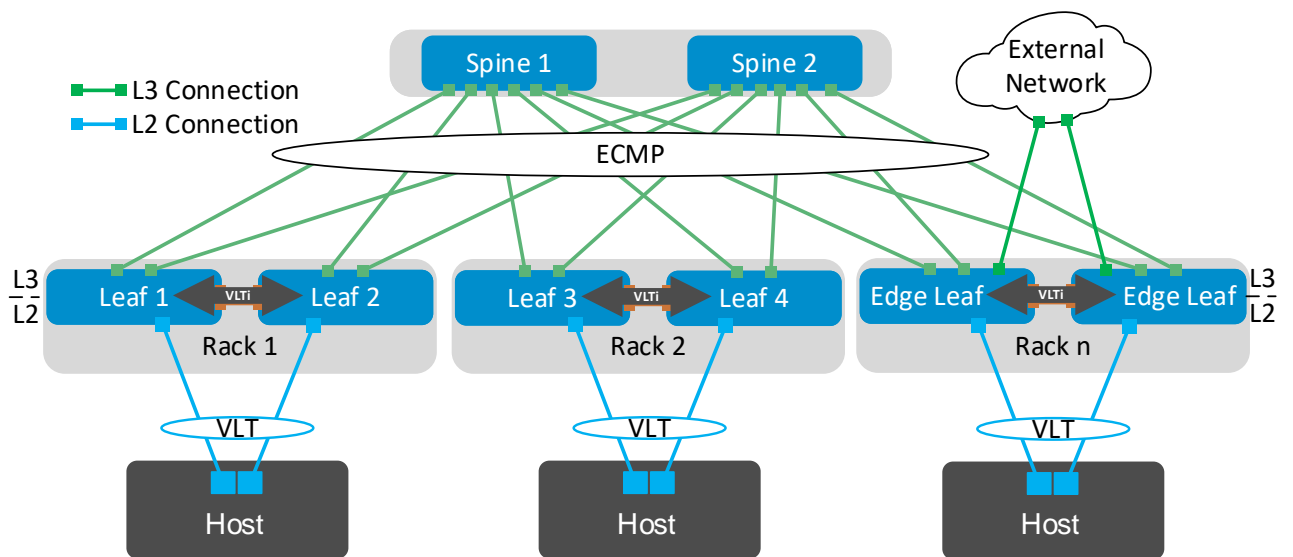 Spine 1
Spine 2
External
Network
L3 Connection
L2 Connection
ECMP
L3
L2
Leaf 1
VLTi
Leaf 2
Rack 1
Leaf 3
VLTi
Leaf 4
Rack 2
Edge Leaf
VLTi
Edge Leaf
L3
L2
Rack n
VLT
VLT
VLT
Host
Host
Host